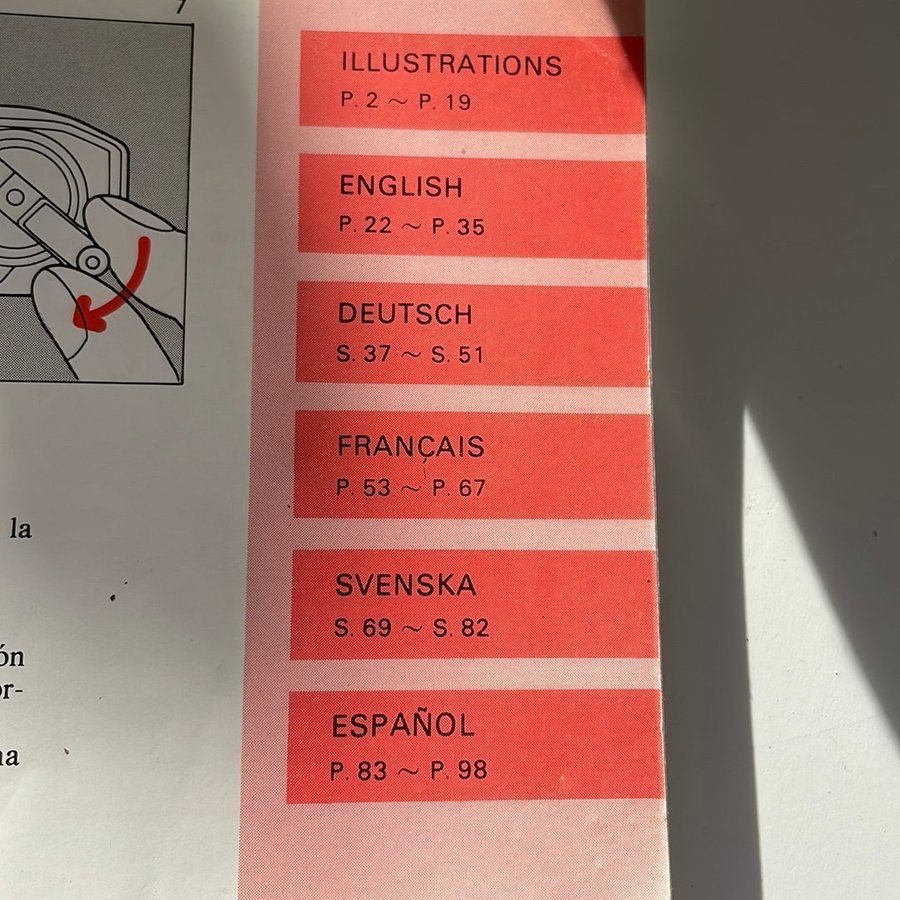 7
la
ón
or-
na
ILLUSTRATIONS
P. 2 ~ P. 19
ENGLISH
P. 22 ~ P. 35
DEUTSCH
S. 37 ~ S. 51
FRANÇAIS
P. 53 ~ P. 67
SVENSKA
S. 69 ~ S. 82
ESPAÑOL
P. 83 ~ P. 98